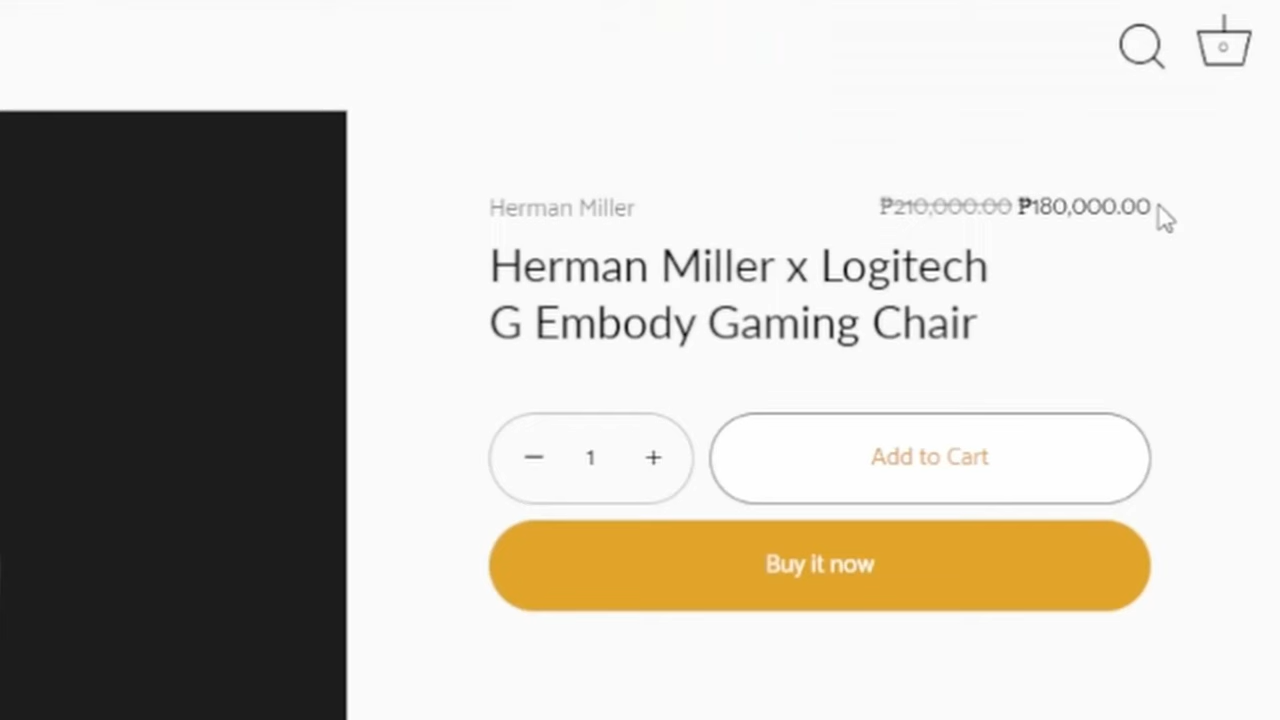 Herman Miller ₱210,000.00 ₱180,000.00
Herman Miller x Logitech
G Embody Gaming Chair
− 1 + Add to Cart
Buy it now